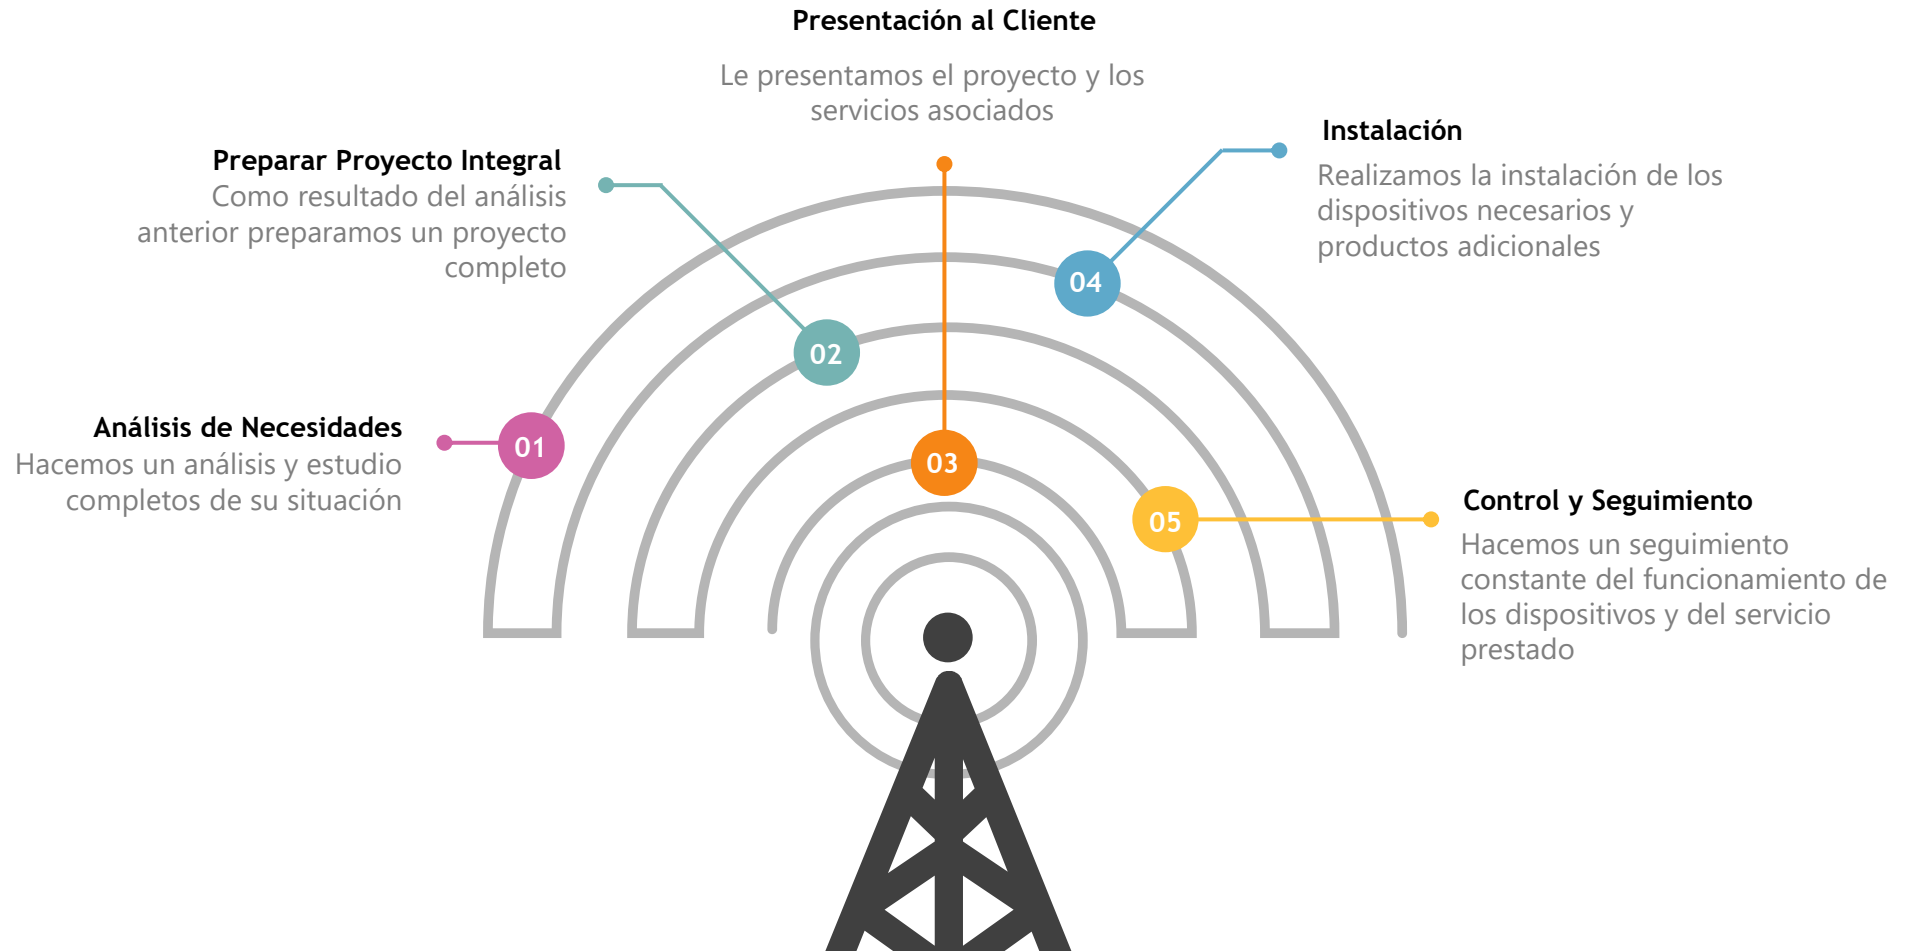 Presentación al Cliente
Le presentamos el proyecto y los
servicios asociados
Preparar Proyecto Integral
Como resultado del análisis
anterior preparamos un proyecto
completo
Instalación
Realizamos la instalación de los
dispositivos necesarios y
productos adicionales
04
02
Análisis de Necesidades
Hacemos un análisis y estudio
completos de su situación
01
03
05
Control y Seguimiento
Hacemos un seguimiento
constante del funcionamiento de
los dispositivos y del servicio
prestado